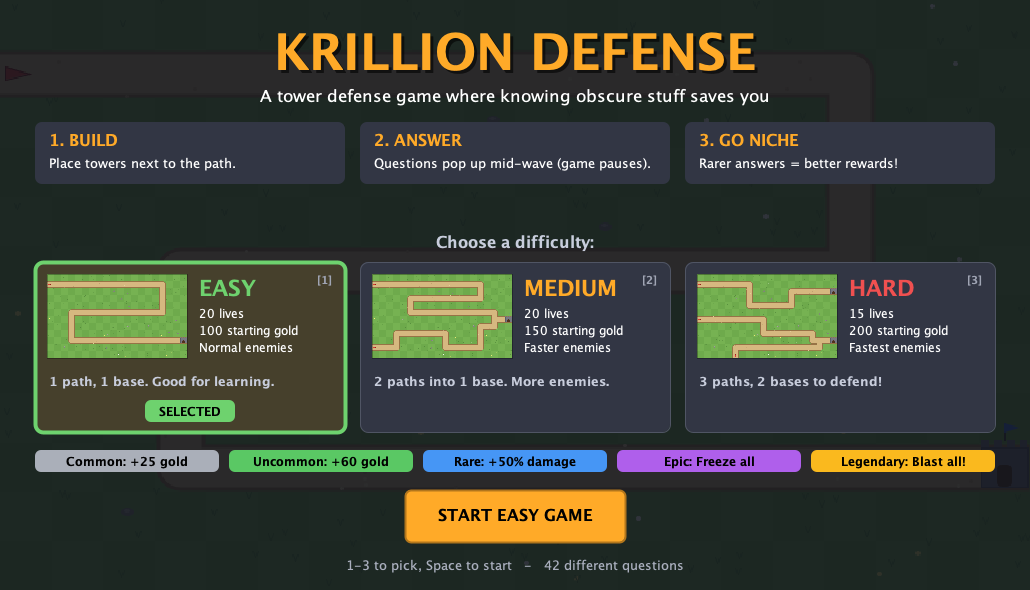 KRILLION DEFENSE
A tower defense game where knowing obscure stuff saves you
1. BUILD
Place towers next to the path.
2. ANSWER
Questions pop up mid-wave (game pauses).
3. GO NICHE
Rarer answers = better rewards!
Choose a difficulty:
EASY
[1]
20 lives
100 starting gold
Normal enemies
1 path, 1 base. Good for learning.
SELECTED
MEDIUM
[2]
20 lives
150 starting gold
Faster enemies
2 paths into 1 base. More enemies.
HARD
[3]
15 lives
200 starting gold
Fastest enemies
3 paths, 2 bases to defend!
Common: +25 gold
Uncommon: +60 gold
Rare: +50% damage
Epic: Freeze all
Legendary: Blast all!
START EASY GAME
1-3 to pick, Space to start - 42 different questions